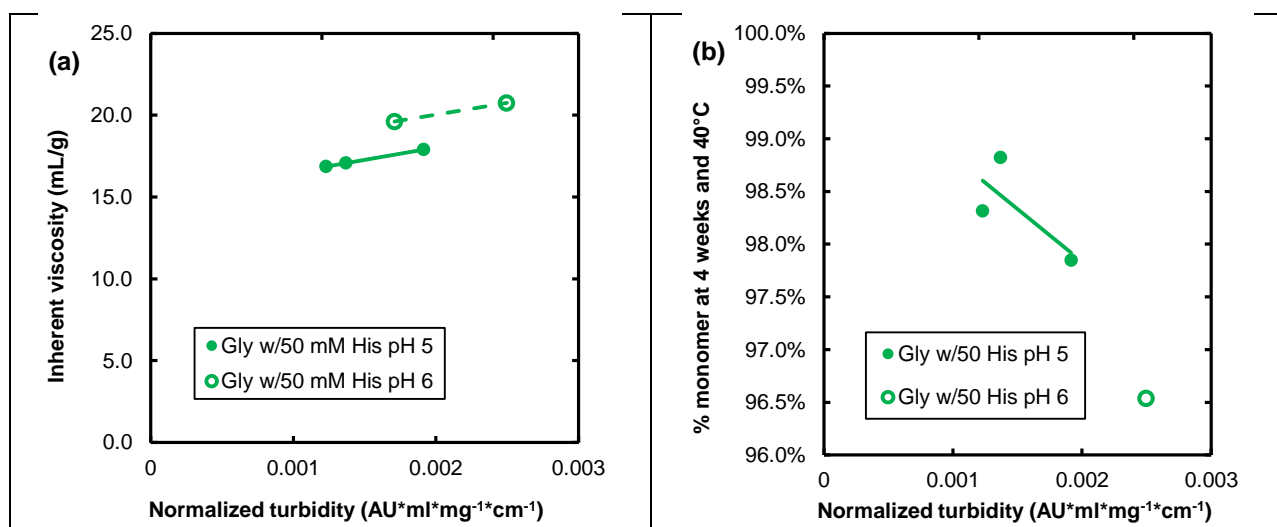 (a)
Inherent viscosity (mL/g)
25.0
20.0
15.0
10.0
5.0
0.0
Gly w/50 mM His pH 5
Gly w/50 mM His pH 6
0 0.001 0.002 0.003
Normalized turbidity (AU*ml*mg⁻¹*cm⁻¹)
(b)
% monomer at 4 weeks and 40°C
100.0%
99.5%
99.0%
98.5%
98.0%
97.5%
97.0%
96.5%
96.0%
Gly w/50 His pH 5
Gly w/50 His pH 6
0 0.001 0.002 0.003
Normalized turbidity (AU*ml*mg⁻¹*cm⁻¹)